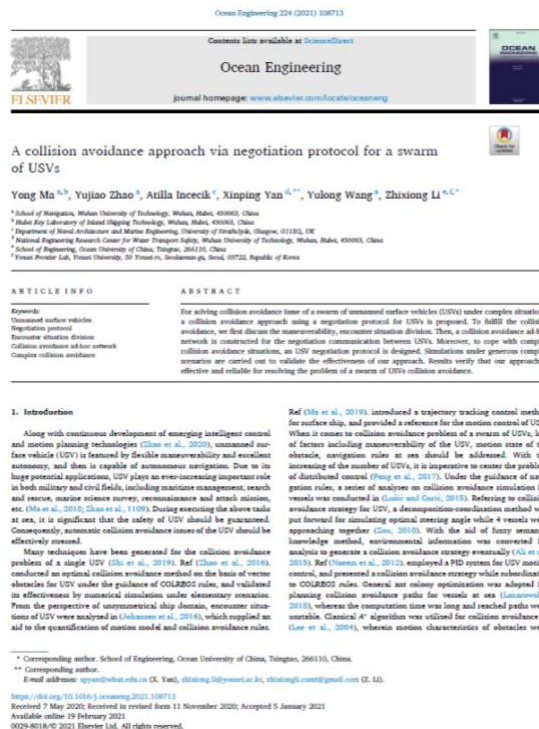 Ocean Engineering 224 (2021) 108713
Contents lists available at ScienceDirect
Ocean Engineering
journal homepage: www.elsevier.com/locate/oceaneng
ELSEVIER
OCEAN
Check for
updates
A collision avoidance approach via negotiation protocol for a swarm
of USVs
Yong Ma a,b, Yujiao Zhao a, Atilla Incecik c, Xinping Yan d,**, Yulong Wang a, Zhixiong Li e,f,*
a School of Navigation, Wuhan University of Technology, Wuhan, Hubei, 430063, China
b Hubei Key Laboratory of Inland Shipping Technology, Wuhan, Hubei, 430063, China
c Department of Naval Architecture and Marine Engineering, University of Strathclyde, Glasgow, G11XQ, UK
d National Engineering Research Center for Water Transport Safety, Wuhan University of Technology, Wuhan, Hubei, 430063, China
e School of Engineering, Ocean University of China, Tsingtao, 266110, China
f Yonsei Frontier Lab, Yonsei University, 50 Yonsei-ro, Seodaemun-gu, Seoul, 03722, Republic of Korea
ARTICLE INFO
Keywords:
Unmanned surface vehicles
Negotiation protocol
Encounter situation division
Collision avoidance ad-hoc network
Complex collision avoidance
ABSTRACT
For solving collision avoidance issue of a swarm of unmanned surface vehicles (USVs) under complex situatio
a collision avoidance approach using a negotiation protocol for USVs is proposed. To fulfill the collisi
avoidance, we first discuss the maneuverability, encounter situation division. Then, a collision avoidance ad-h
network is constructed for the negotiation communication between USVs. Moreover, to cope with compl
collision avoidance situations, an USV negotiation protocol is designed. Simulations under generous compl
scenarios are carried out to validate the effectiveness of our approach. Results verify that our approach
effective and reliable for resolving the problem of a swarm of USVs collision avoidance.
1. Introduction
Along with continuous development of emerging intelligent control
and motion planning technologies (Zhao et al., 2020), unmanned sur-
face vehicle (USV) is featured by flexible maneuverability and excellent
autonomy, and then is capable of autonomous navigation. Due to its
huge potential applications, USV plays an ever-increasing important role
in both military and civil fields, including maritime management, search
and rescue, marine science survey, reconnaissance and attack mission,
etc. (Ma et al., 2018; Zhao et al., 1109). During executing the above tasks
at sea, it is significant that the safety of USV should be guaranteed.
Consequently, automatic collision avoidance issues of the USV should be
effectively stressed.
Many techniques have been generated for the collision avoidance
problem of a single USV (Shi et al., 2019). Ref (Zhao et al., 2016).
conducted an optimal collision avoidance method on the basis of vector
obstacles for USV under the guidance of COLREGS rules, and validated
its effectiveness by numerical simulation under elementary scenarios.
From the perspective of unsymmetrical ship domain, encounter situa-
tions of USV were analysed in (Johansen et al., 2016), which supplied an
aid to the quantification of motion model and collision avoidance rules.
Ref (Ma et al., 2019). introduced a trajectory tracking control meth
for surface ship, and provided a reference for the motion control of US
When it comes to collision avoidance problem of a swarm of USVs, l
of factors including maneuverability of the USV, motion state of t
obstacle, navigation rules at sea should be addressed. With t
increasing of the number of USVs, it is imperative to center the proble
of distributed control (Peng et al., 2017). Under the guidance of na
gation rules, a series of analyses on collision avoidance simulation f
vessels was conducted in (Lušić and Čorić, 2015). Referring to collisi
avoidance strategy for USV, a decomposition-coordination method w
put forward for simulating optimal steering angle while 4 vessels we
approaching together (Zou, 2010). With the aid of fuzzy seman
knowledge method, environmental information was converted f
analysis to generate a collision avoidance strategy eventually (Ali et a
2015). Ref (Naeem et al., 2012). employed a PID system for USV moti
control, and presented a collision avoidance strategy while subordinat
to COLREGS rules. General ant colony optimization was adopted f
planning collision avoidance paths for vessels at sea (Lazarowsk
2015), whereas the computation time was long and reached paths we
unstable. Classical A* algorithm was utilised for collision avoidance
(Lee et al., 2004), wherein motion characteristics of obstacles we
* Corresponding author. School of Engineering, Ocean University of China, Tsingtao, 266110, China.
** Corresponding author.
E-mail addresses: xpyan@whut.edu.cn (X. Yan), zhixiong.li@yonsei.ac.kr, zhixiongli.cumt@gmail.com (Z. Li).
https://doi.org/10.1016/j.oceaneng.2021.108713
Received 7 May 2020; Received in revised form 11 November 2020; Accepted 5 January 2021
Available online 19 February 2021
0029-8018/© 2021 Elsevier Ltd. All rights reserved.